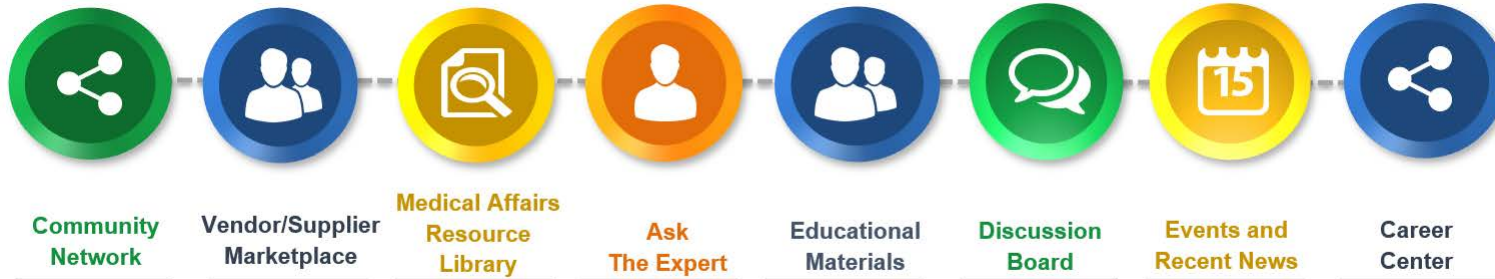 15
Community
Network
Vendor/Supplier
Marketplace
Medical Affairs
Resource
Library
Ask
The Expert
Educational
Materials
Discussion
Board
Events and
Recent News
Career
Center